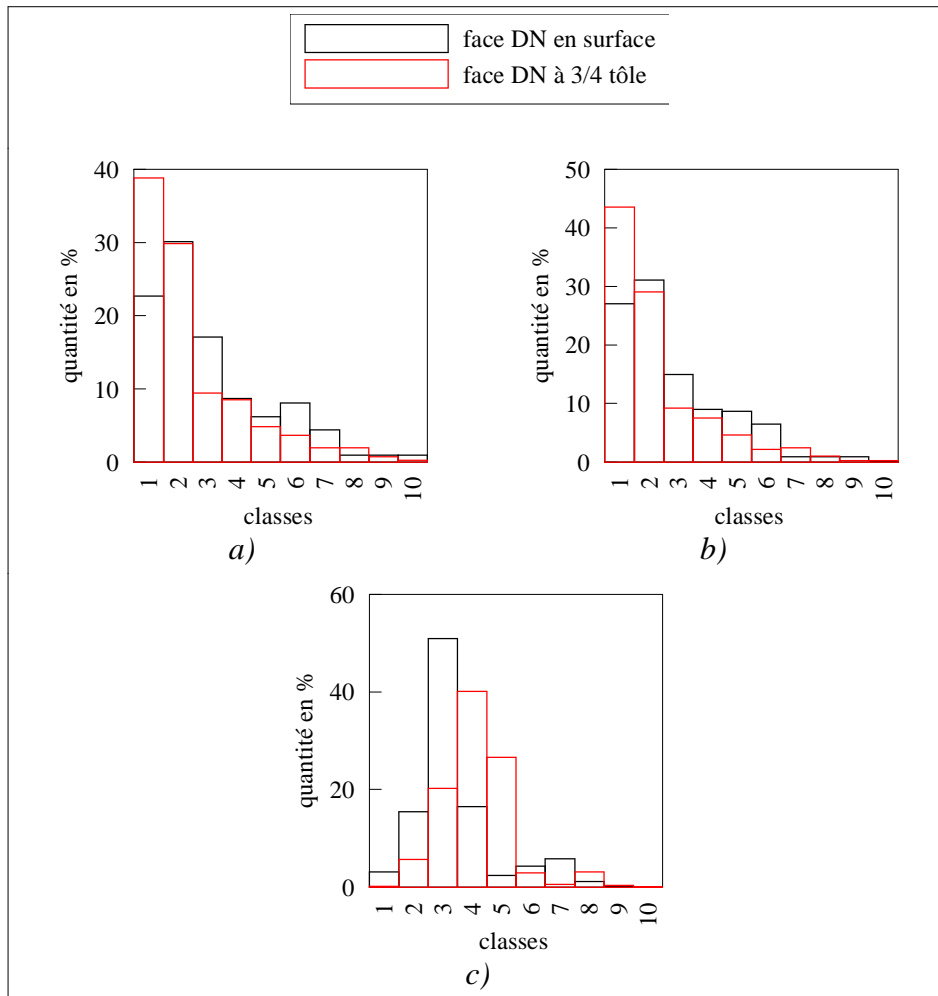 face DN en surface
face DN à 3/4 tôle
40
30
20
10
0
quantité en %
1 2 3 4 5 6 7 8 9 10
classes
a)
50
40
30
20
10
0
quantité en %
1 2 3 4 5 6 7 8 9 10
classes
b)
60
40
20
0
quantité en %
1 2 3 4 5 6 7 8 9 10
classes
c)